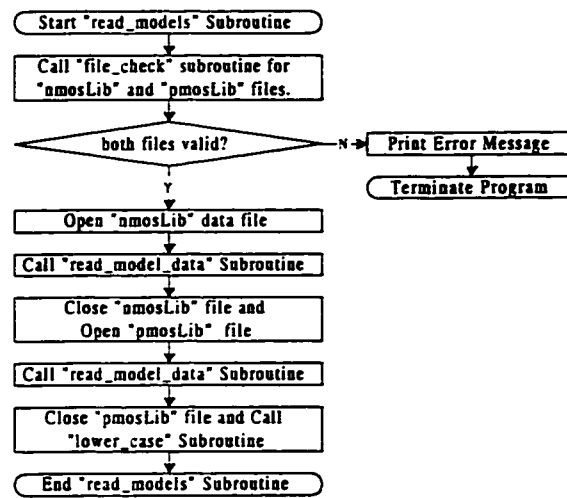 Start "read_models" Subroutine
Call "file_check" subroutine for
"nmosLib" and "pmosLib" files.
both files valid?
N
Print Error Message
Terminate Program
Y
Open "nmosLib" data file
Call "read_model_data" Subroutine
Close "nmosLib" file and
Open "pmosLib" file
Call "read_model_data" Subroutine
Close "pmosLib" file and Call
"lower_case" Subroutine
End "read_models" Subroutine